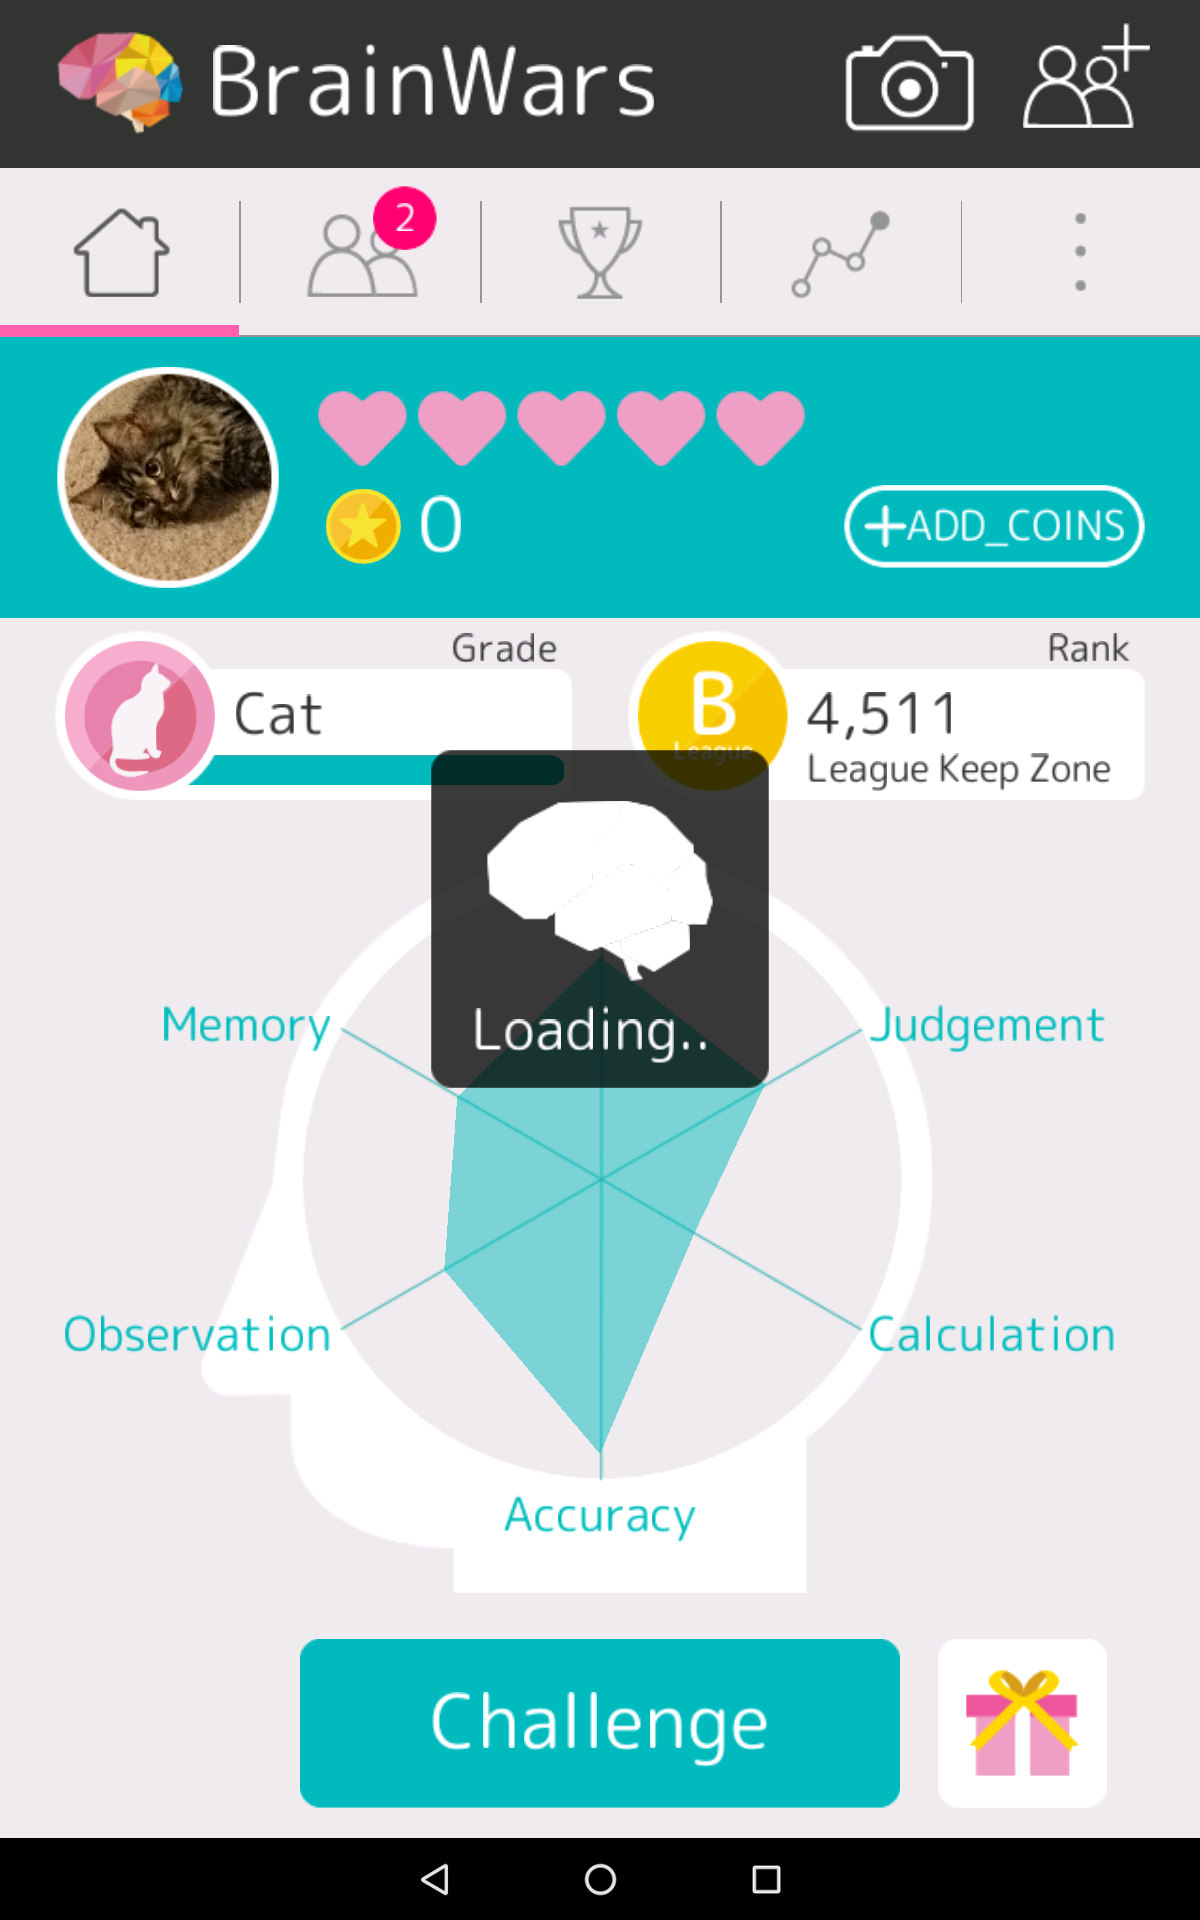 BrainWars
2
0
+ADD_COINS
Grade
Cat
Rank
B
League
4,511
League Keep Zone
Loading..
Memory
Judgement
Observation
Calculation
Accuracy
Challenge